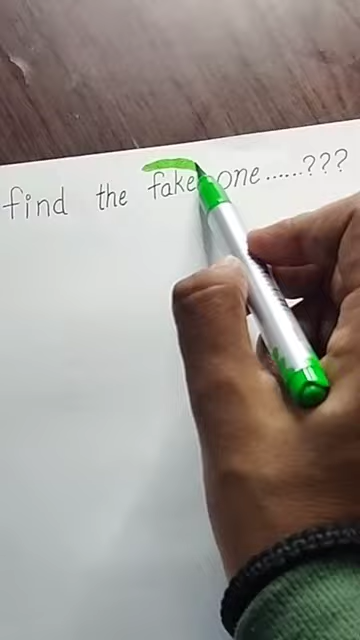 find the fake one......???